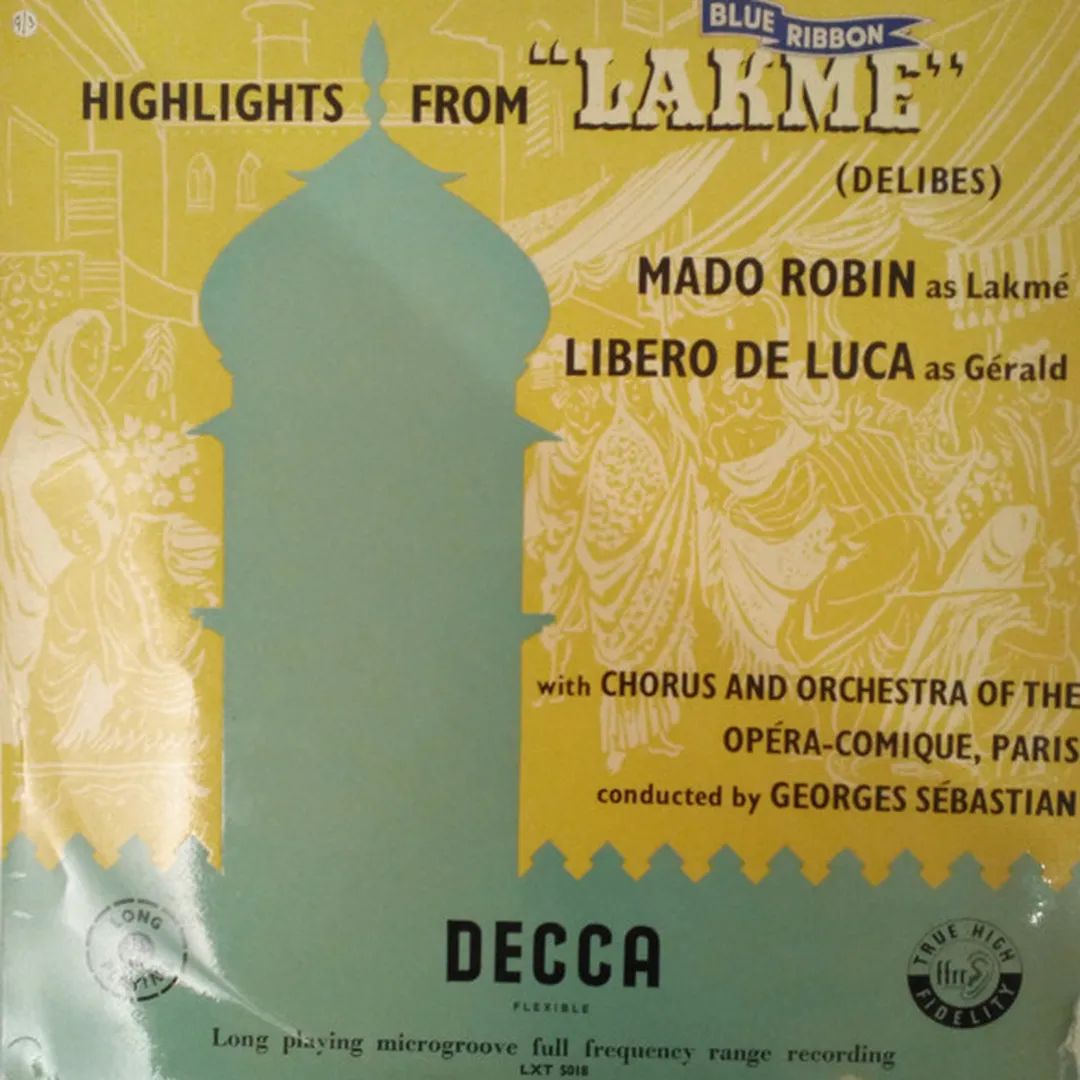 BLUE RIBBON
HIGHLIGHTS FROM "LAKMÉ"
(DELIBES)
MADO ROBIN as Lakmé
LIBERO DE LUCA as Gérald
with CHORUS AND ORCHESTRA OF THE
OPÉRA-COMIQUE, PARIS
conducted by GEORGES SÉBASTIAN
LONG
DECCA
FLEXIBLE
TRUE HIGH
ffrr
FIDELITY
Long playing microgroove full frequency range recording
LXT 5018